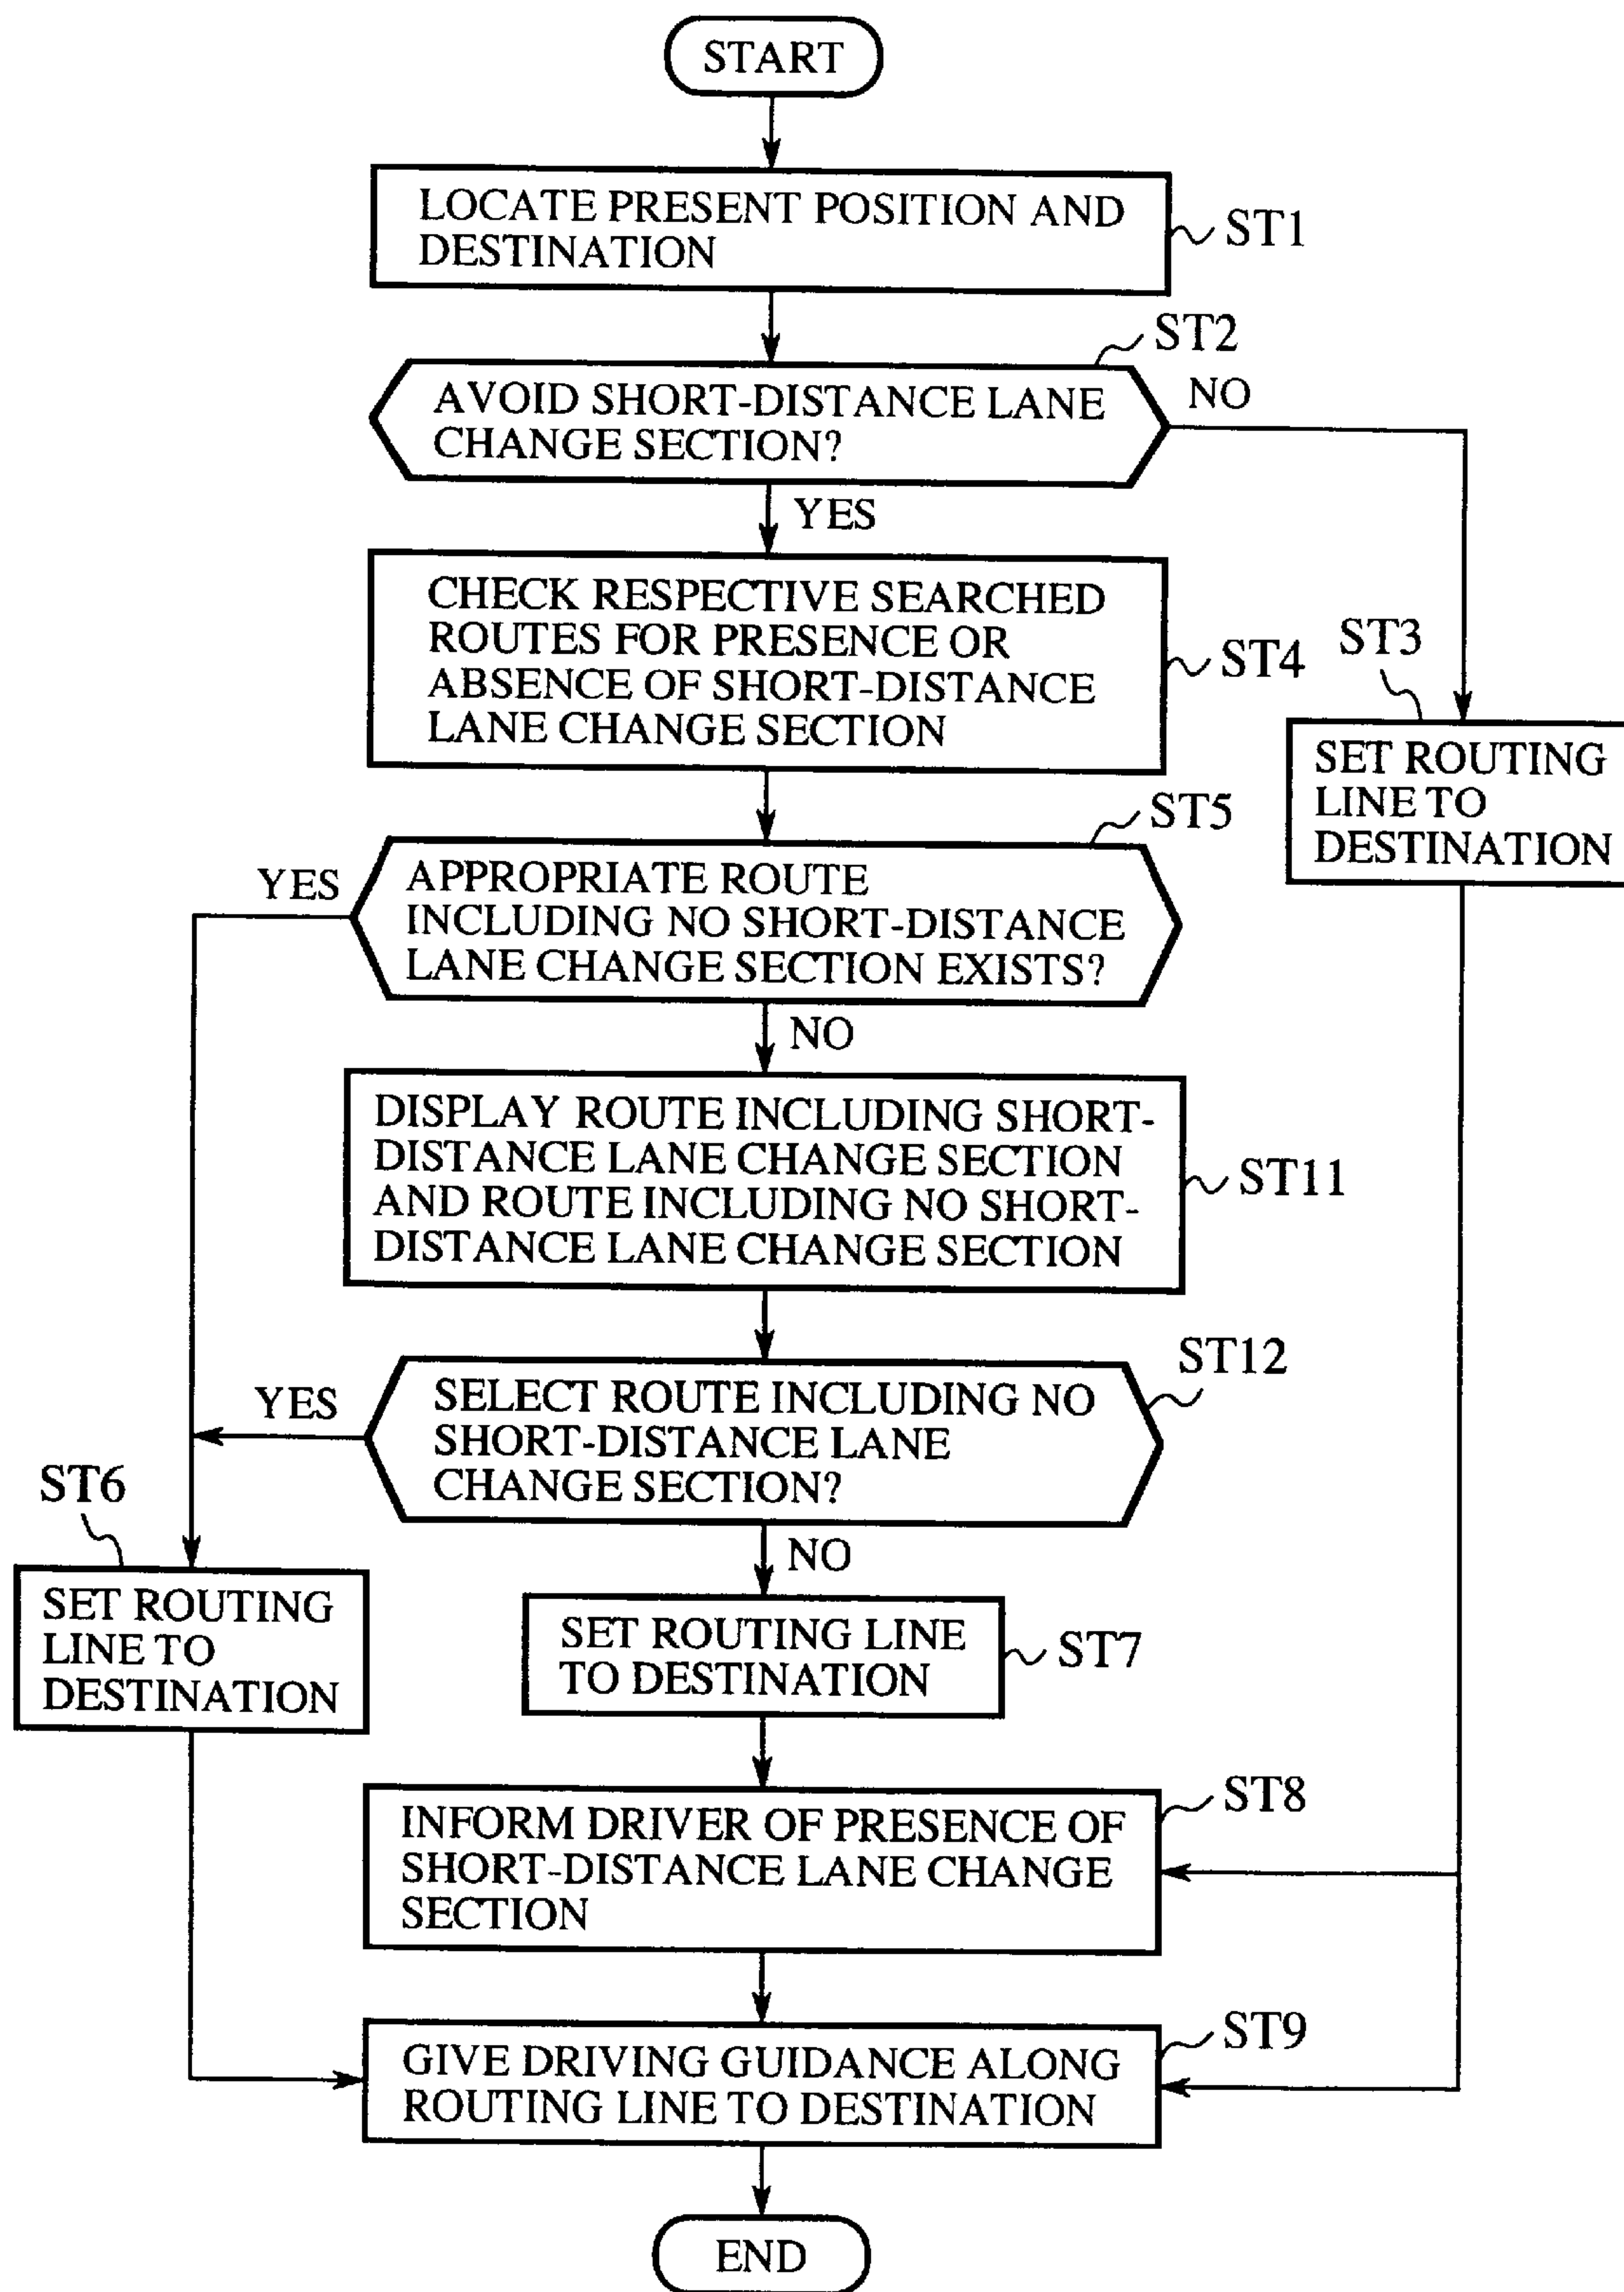 START
LOCATE PRESENT POSITION AND
DESTINATION
ST1
ST2
AVOID SHORT-DISTANCE LANE
CHANGE SECTION?
NO
YES
CHECK RESPECTIVE SEARCHED
ROUTES FOR PRESENCE OR
ABSENCE OF SHORT-DISTANCE
LANE CHANGE SECTION
ST4
ST3
SET ROUTING
LINE TO
DESTINATION
ST5
YES
APPROPRIATE ROUTE
INCLUDING NO SHORT-DISTANCE
LANE CHANGE SECTION EXISTS?
NO
DISPLAY ROUTE INCLUDING SHORT-
DISTANCE LANE CHANGE SECTION
AND ROUTE INCLUDING NO SHORT-
DISTANCE LANE CHANGE SECTION
ST11
ST12
YES
SELECT ROUTE INCLUDING NO
SHORT-DISTANCE LANE
CHANGE SECTION?
ST6
NO
SET ROUTING
LINE TO
DESTINATION
SET ROUTING LINE
TO DESTINATION
ST7
ST8
INFORM DRIVER OF PRESENCE OF
SHORT-DISTANCE LANE CHANGE
SECTION
ST9
GIVE DRIVING GUIDANCE ALONG
ROUTING LINE TO DESTINATION
END